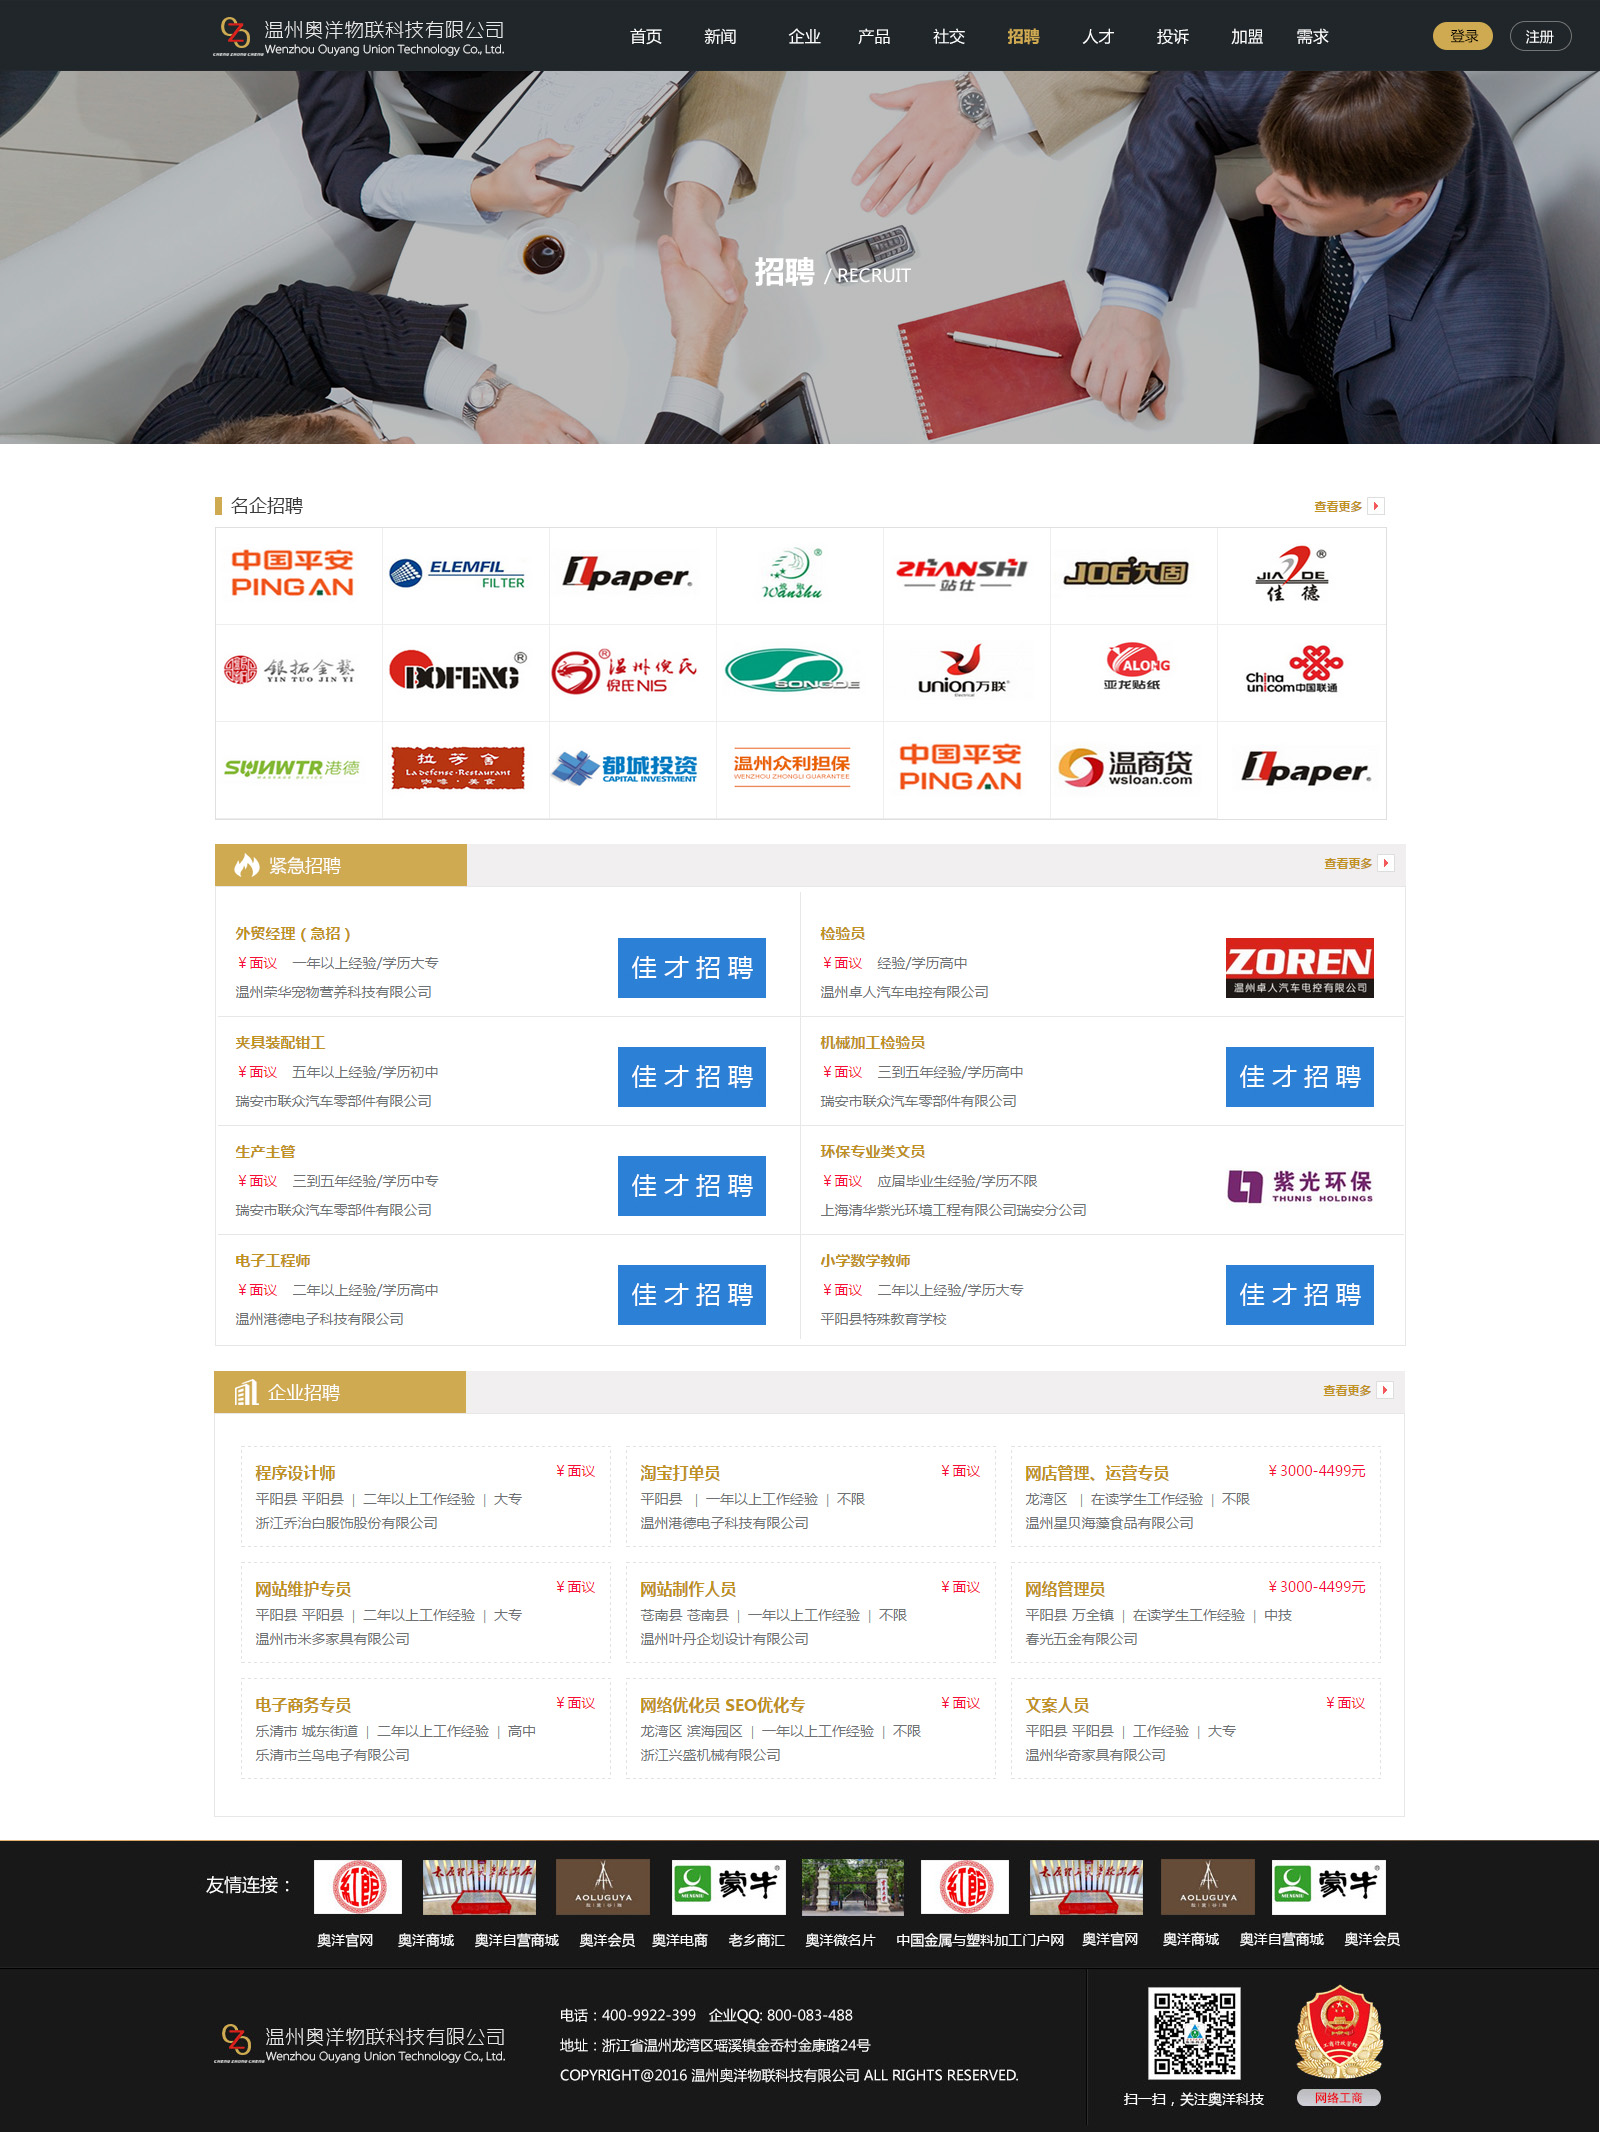 温州奥洋物联科技有限公司
Wenzhou Ouyang Union Technology Co., Ltd.
首页 新闻 企业 产品 社交 招聘 人才 投诉 加盟 需求
登录 注册
招聘 / RECRUIT
名企招聘
查看更多
中国平安 PING AN
ELEMFIL FILTER
paper.
Wanshu
ZHANSHI 站仕
JOG大固
JIA DE 佳德
银拓金艺 YIN TUO JIN YI
BOFENG
温州倪氏 倪氏NIS
SONGDE
union万联
YALONG 亚龙贴纸
China unicom中国联通
SUNWTR港德
拉芳舍 La defense·Restaurant 咖啡·美食
都城投资 CAPITAL INVESTMENT
温州众利担保 WENZHOU ZHONGLI GUARANTEE
中国平安 PING AN
温商贷 wsloan.com
paper.
紧急招聘
查看更多
外贸经理（急招）
￥面议 一年以上经验/学历大专
温州荣华宠物营养科技有限公司
佳才招聘
检验员
￥面议 经验/学历高中
温州卓人汽车电控有限公司
ZOREN
温州卓人汽车电控有限公司
夹具装配钳工
￥面议 五年以上经验/学历初中
瑞安市联众汽车零部件有限公司
佳才招聘
机械加工检验员
￥面议 三到五年经验/学历高中
瑞安市联众汽车零部件有限公司
佳才招聘
生产主管
￥面议 三到五年经验/学历中专
瑞安市联众汽车零部件有限公司
佳才招聘
环保专业类文员
￥面议 应届毕业生经验/学历不限
上海清华紫光环境工程有限公司瑞安分公司
紫光环保
THUNIS HOLDINGS
电子工程师
￥面议 二年以上经验/学历高中
温州港德电子科技有限公司
佳才招聘
小学数学教师
￥面议 二年以上经验/学历大专
平阳县特殊教育学校
佳才招聘
企业招聘
查看更多
程序设计师 ￥面议
平阳县 平阳县 | 二年以上工作经验 | 大专
浙江乔治白服饰股份有限公司
淘宝打单员 ￥面议
平阳县 | 一年以上工作经验 | 不限
温州港德电子科技有限公司
网店管理、运营专员 ￥3000-4499元
龙湾区 | 在读学生工作经验 | 不限
温州星贝海藻食品有限公司
网站维护专员 ￥面议
平阳县 平阳县 | 二年以上工作经验 | 大专
温州市米多家具有限公司
网站制作人员 ￥面议
苍南县 苍南县 | 一年以上工作经验 | 不限
温州叶丹企划设计有限公司
网络管理员 ￥3000-4499元
平阳县 万全镇 | 在读学生工作经验 | 中技
春光五金有限公司
电子商务专员 ￥面议
乐清市 城东街道 | 二年以上工作经验 | 高中
乐清市兰鸟电子有限公司
网络优化员 SEO优化专 ￥面议
龙湾区 滨海园区 | 一年以上工作经验 | 不限
浙江兴盛机械有限公司
文案人员 ￥面议
平阳县 平阳县 | 工作经验 | 大专
温州华奇家具有限公司
友情连接：
AOLUGUYA
MENGNIU 蒙牛
AOLUGUYA
MENGNIU 蒙牛
奥洋官网 奥洋商城 奥洋自营商城 奥洋会员 奥洋电商 老乡商汇 奥洋微名片 中国金属与塑料加工门户网 奥洋官网 奥洋商城 奥洋自营商城 奥洋会员
温州奥洋物联科技有限公司
Wenzhou Ouyang Union Technology Co., Ltd.
电话：400-9922-399 企业QQ: 800-083-488
地址：浙江省温州龙湾区瑶溪镇金岙村金康路24号
COPYRIGHT@2016 温州奥洋物联科技有限公司 ALL RIGHTS RESERVED.
扫一扫，关注奥洋科技
网络工商